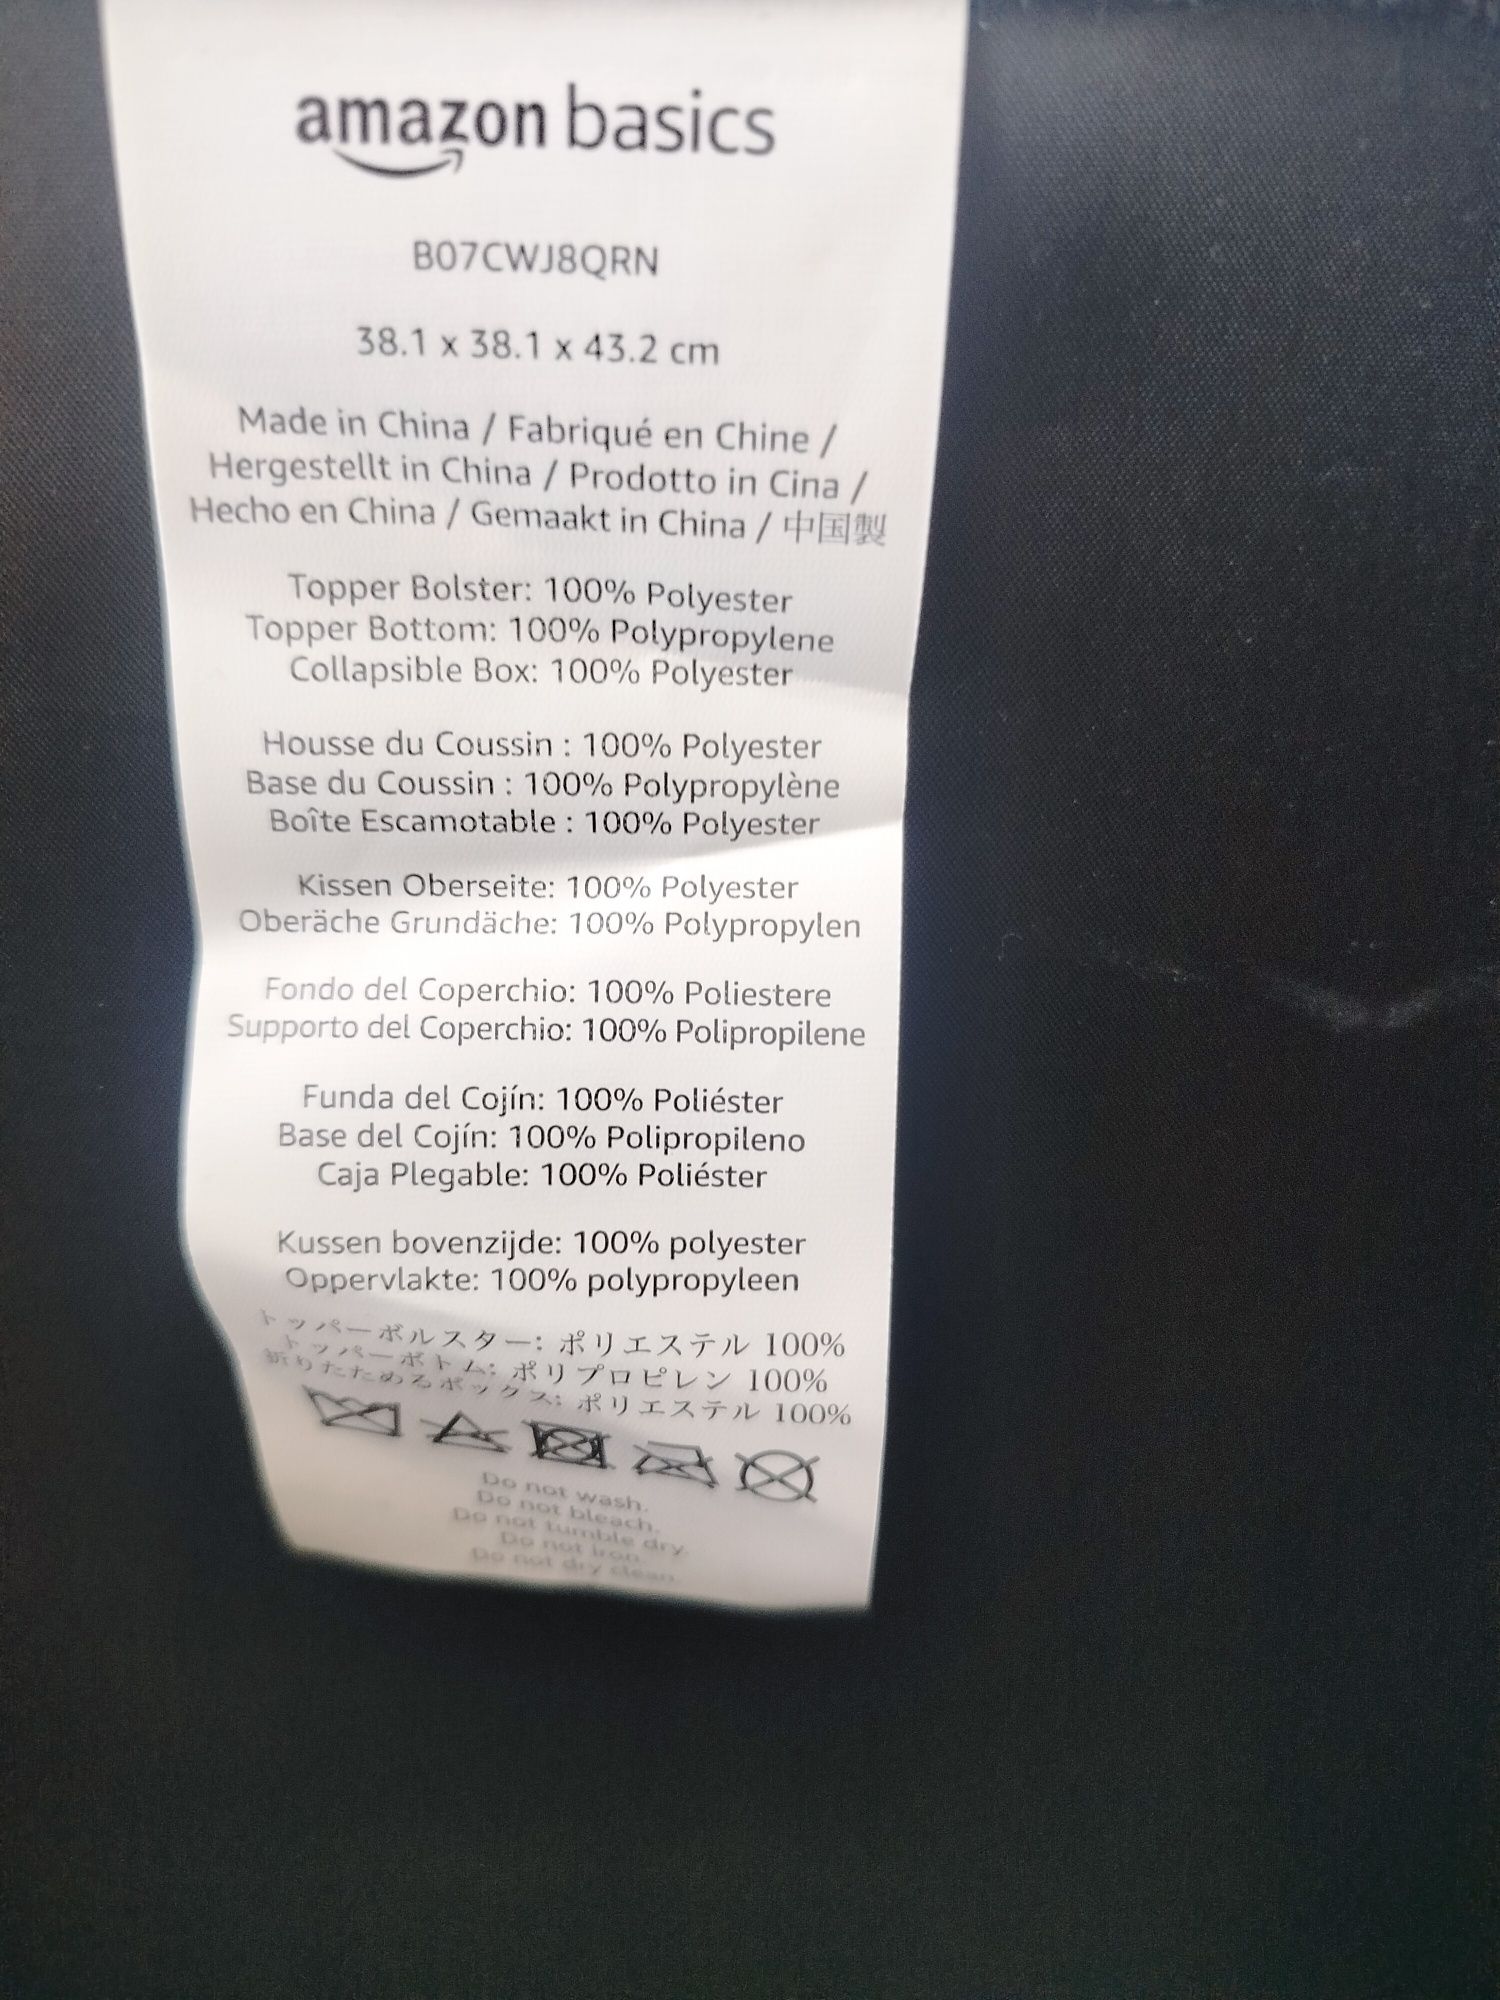 amazon basics
B07CWJ8QRN
38.1 x 38.1 x 43.2 cm
Made in China / Fabriqué en Chine /
Hergestellt in China / Prodotto in Cina /
Hecho en China / Gemaakt in China / 中国製
Topper Bolster: 100% Polyester
Topper Bottom: 100% Polypropylene
Collapsible Box: 100% Polyester
Housse du Coussin : 100% Polyester
Base du Coussin : 100% Polypropylène
Boîte Escamotable : 100% Polyester
Kissen Oberseite: 100% Polyester
Oberäche Grundäche: 100% Polypropylen
Fondo del Coperchio: 100% Poliestere
Supporto del Coperchio: 100% Polipropilene
Funda del Cojín: 100% Poliéster
Base del Cojín: 100% Polipropileno
Caja Plegable: 100% Poliéster
Kussen bovenzijde: 100% polyester
Oppervlakte: 100% polypropyleen
トッパーボルスター: ポリエステル 100%
トッパーボトム: ポリプロピレン 100%
折りたためるボックス: ポリエステル 100%
Do not wash.
Do not bleach.
Do not tumble dry.
Do not iron.
Do not dry clean.